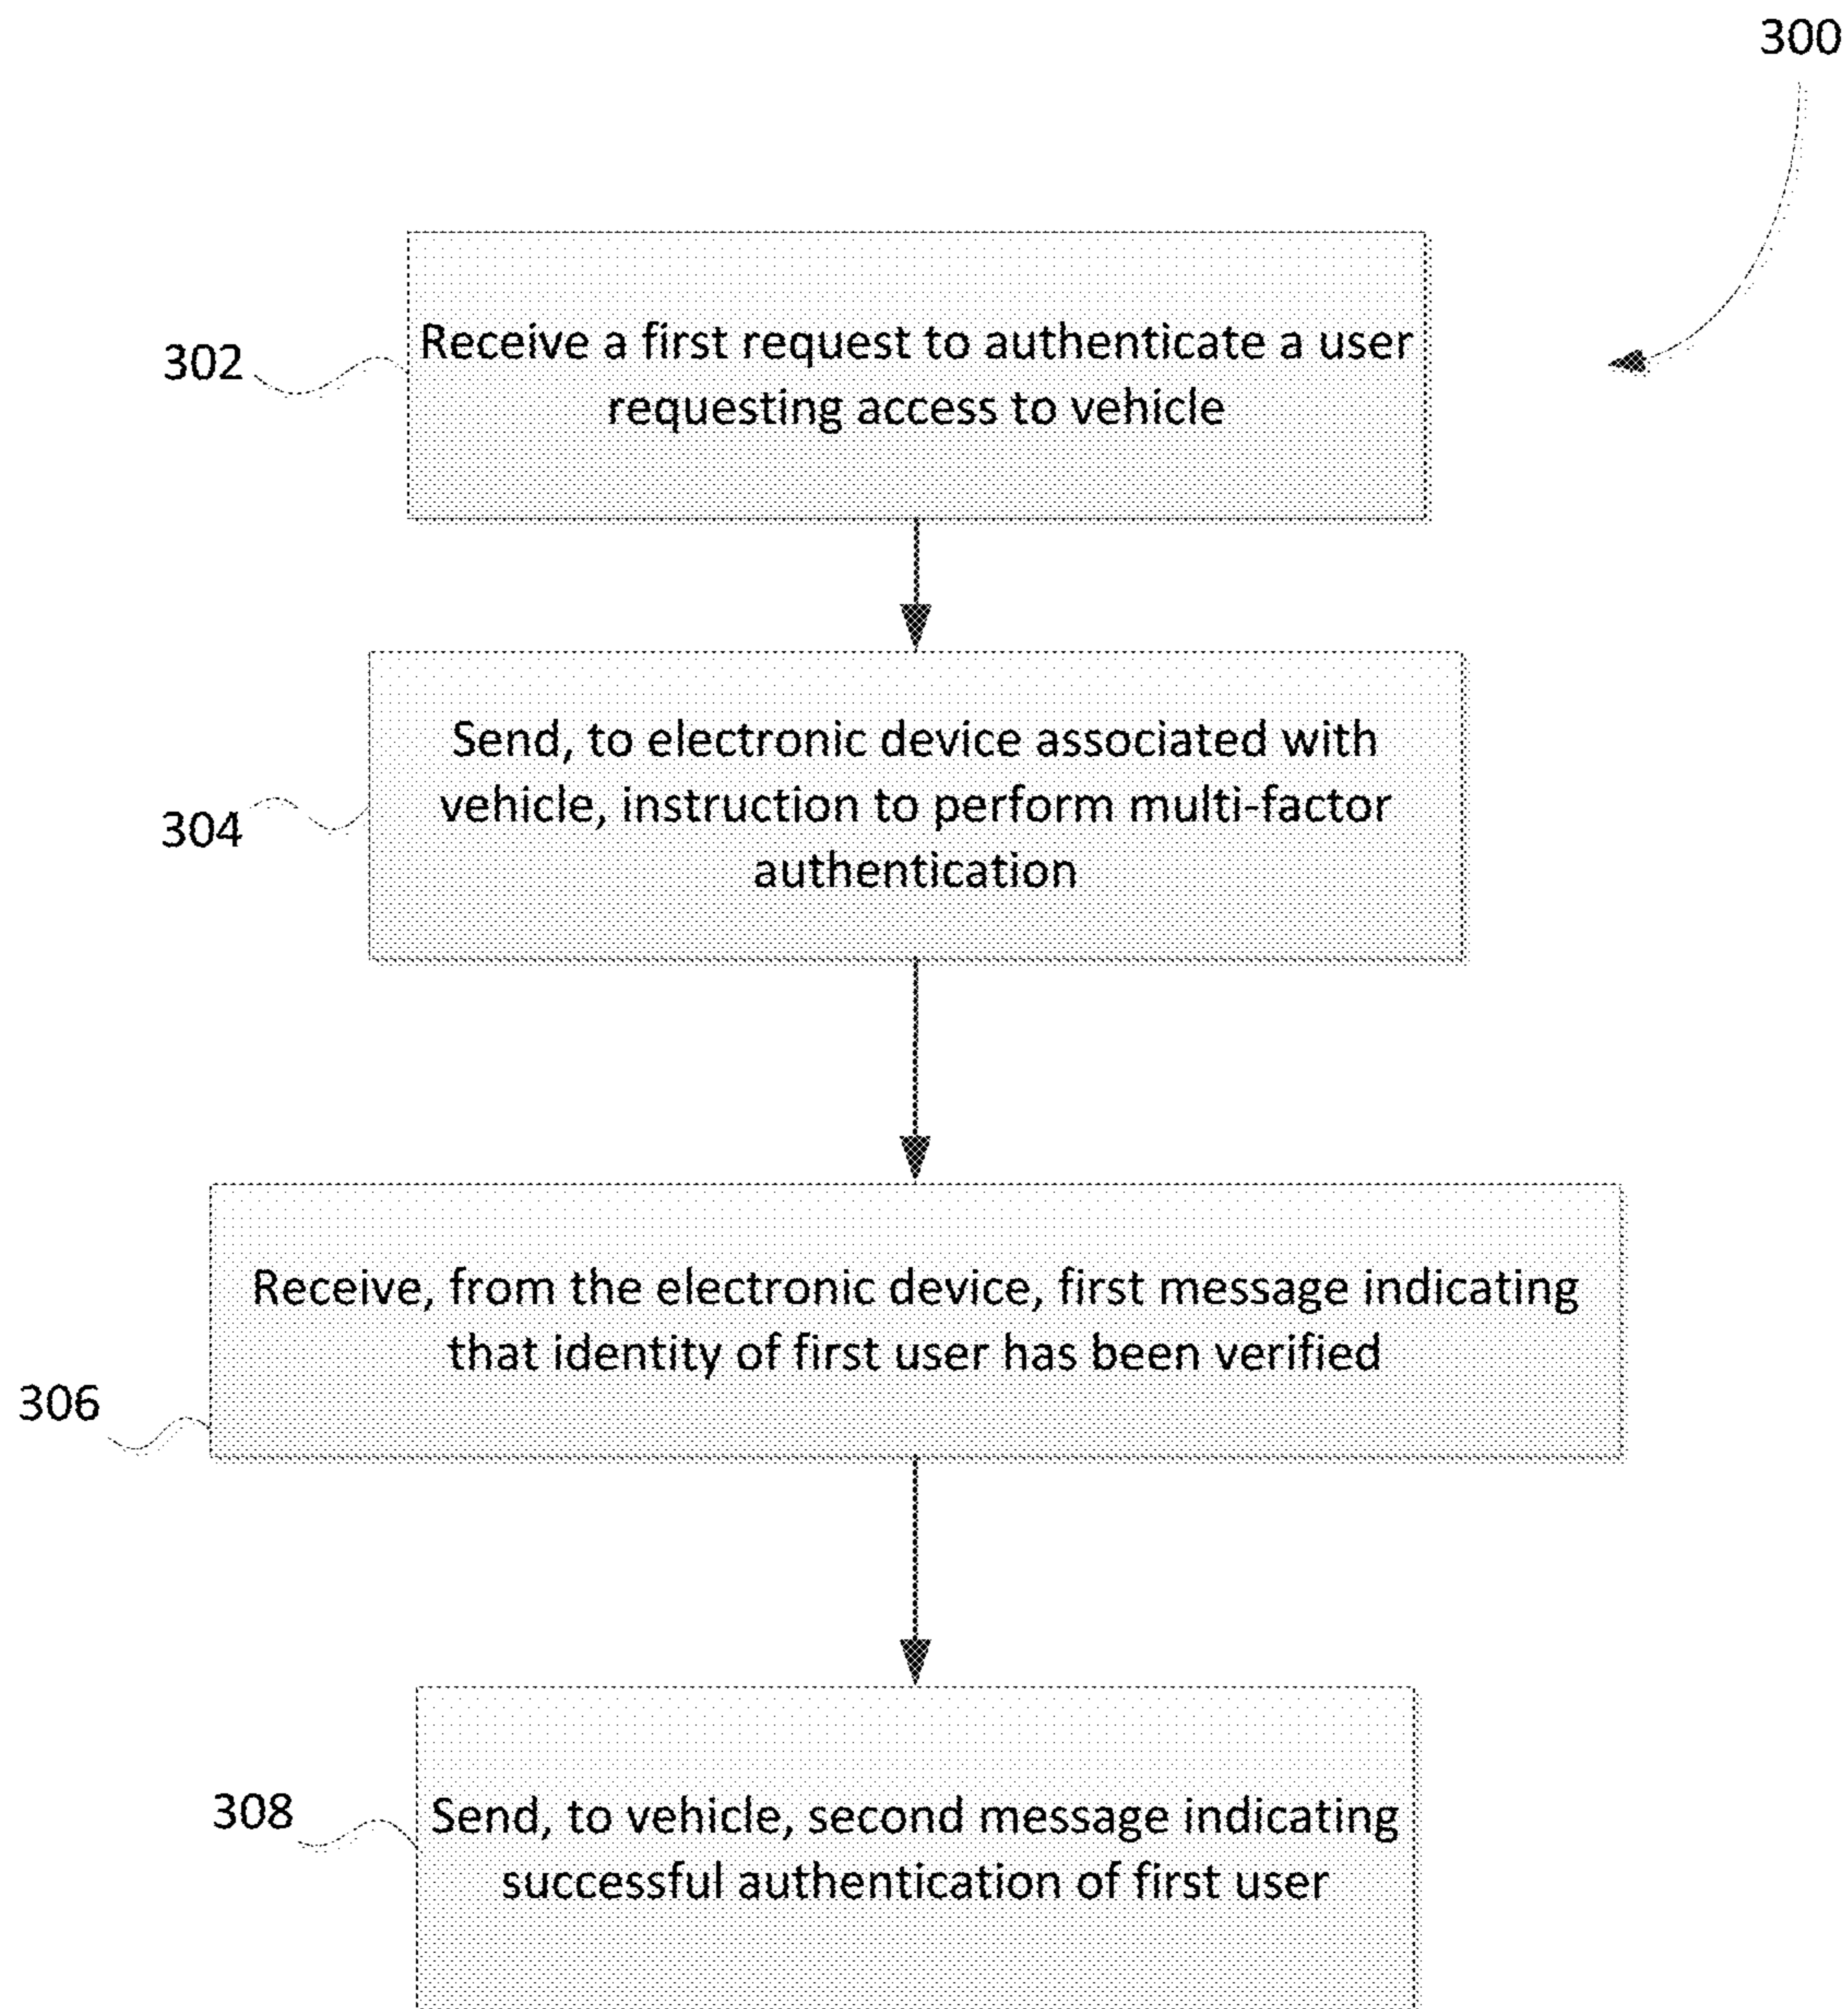 300
302
Receive a first request to authenticate a user
requesting access to vehicle
304
Send, to electronic device associated with
vehicle, instruction to perform multi-factor
authentication
306
Receive, from the electronic device, first message indicating
that identity of first user has been verified
308
Send, to vehicle, second message indicating
successful authentication of first user